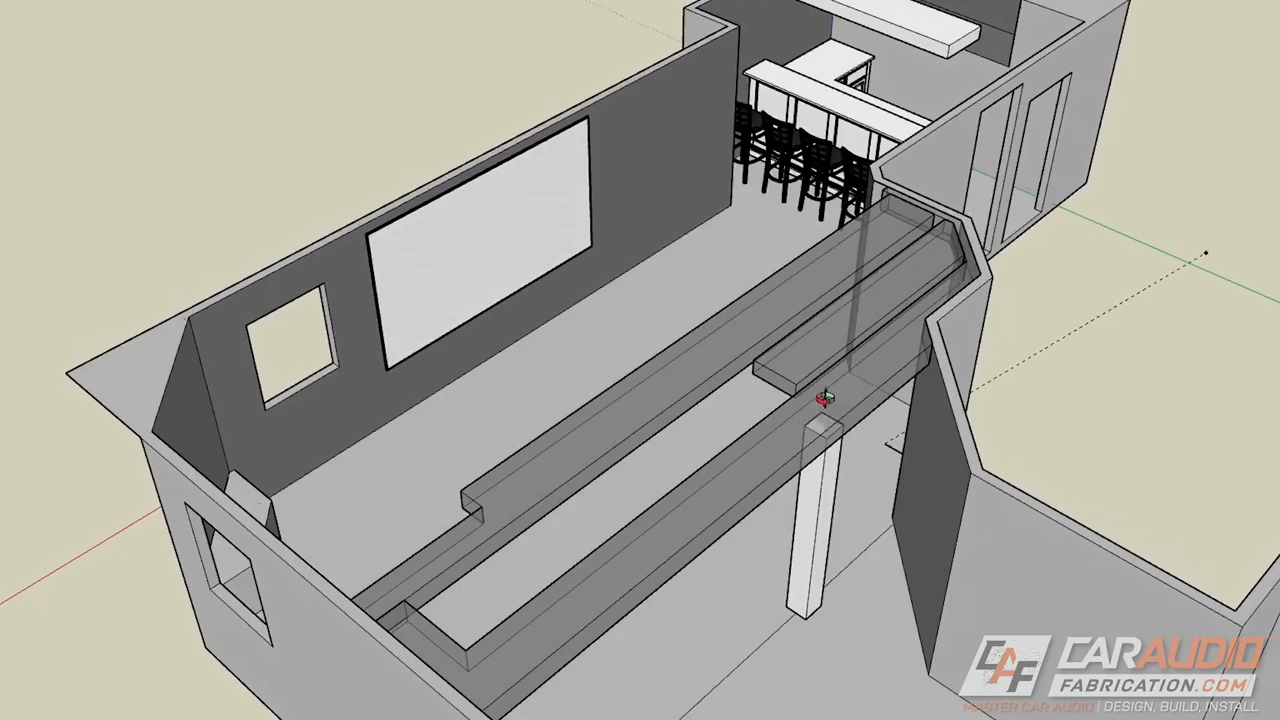 CAF
CARAUDIO
FABRICATION.COM
MASTER CAR AUDIO | DESIGN, BUILD, INSTALL